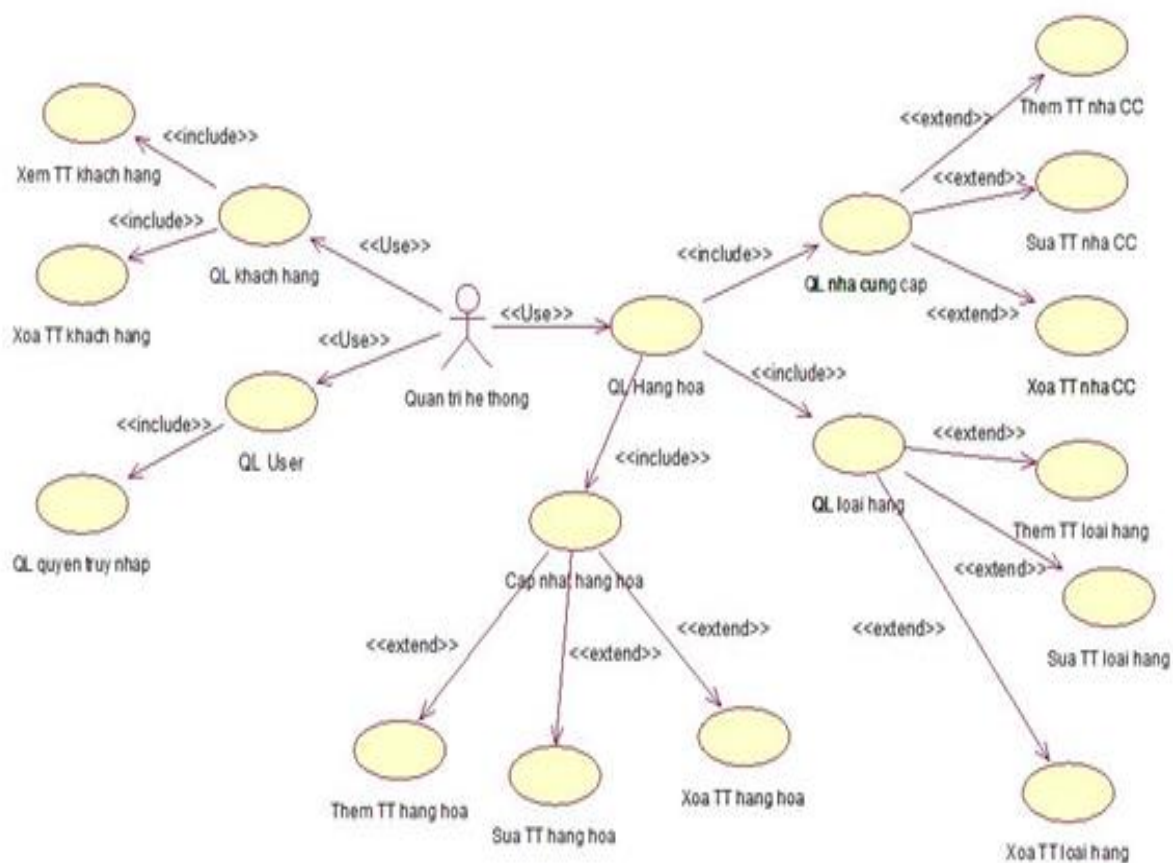 Them TT nha CC
<<extend>>
<<include>>
Xem TT khach hang
<<extend>>
<<include>>
Sua TT nha CC
<<Use>>
<<include>>
QL khach hang
QL nha cung cap
<<extend>>
Xoa TT khach hang
<<Use>>
<<Use>>
<<include>>
Xoa TT nha CC
Quan tri he thong
QL Hang hoa
<<include>>
<<extend>>
QL User
<<include>>
QL loai hang
Them TT loai hang
QL quyen truy nhap
<<extend>>
Cap nhat hang hoa
<<extend>>
<<extend>>
<<extend>>
<<extend>>
Sua TT loai hang
Them TT hang hoa
Sua TT hang hoa
Xoa TT hang hoa
Xoa TT loai hang